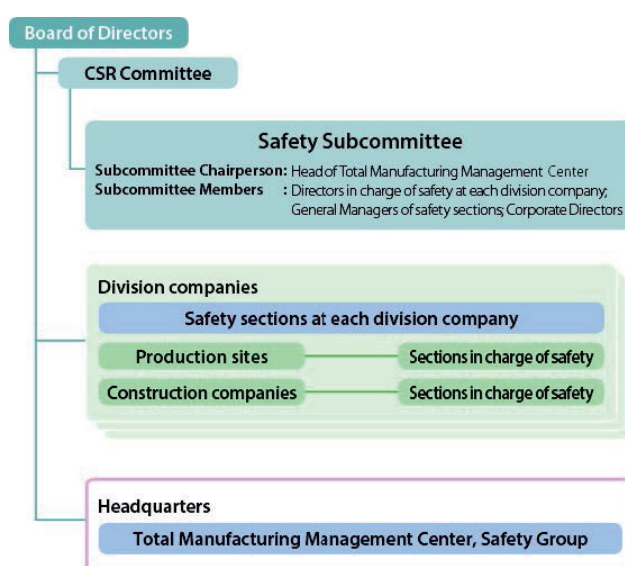 Board of Directors
CSR Committee
Safety Subcommittee
Subcommittee Chairperson: Head of Total Manufacturing Management Center
Subcommittee Members : Directors in charge of safety at each division company;
General Managers of safety sections; Corporate Directors
Division companies
Safety sections at each division company
Production sites Sections in charge of safety
Construction companies Sections in charge of safety
Headquarters
Total Manufacturing Management Center, Safety Group